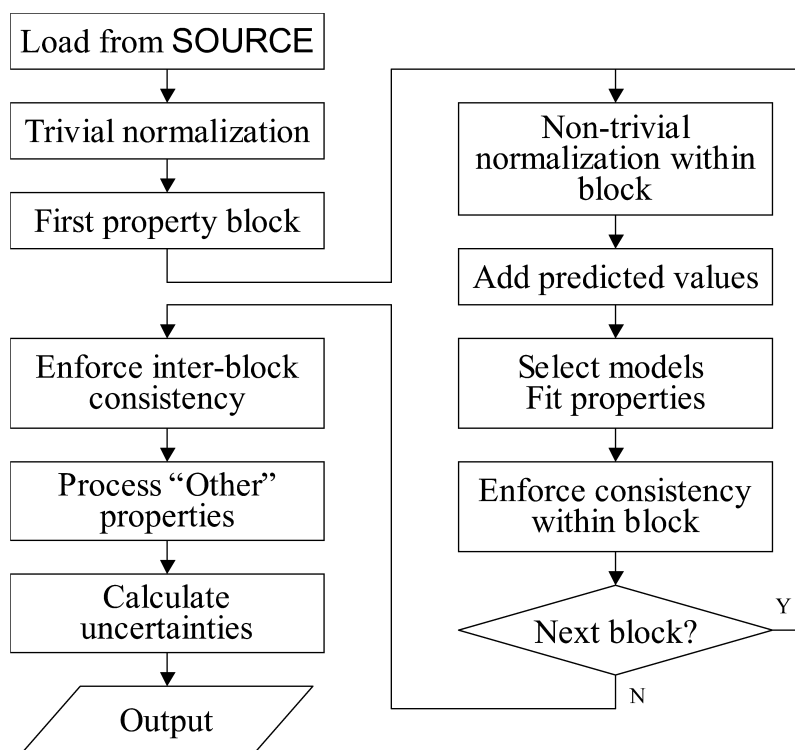 Load from SOURCE
Trivial normalization
First property block
Non-trivial
normalization within
block
Add predicted values
Select models
Fit properties
Enforce consistency
within block
Next block?
Y
N
Enforce inter-block
consistency
Process “Other”
properties
Calculate
uncertainties
Output